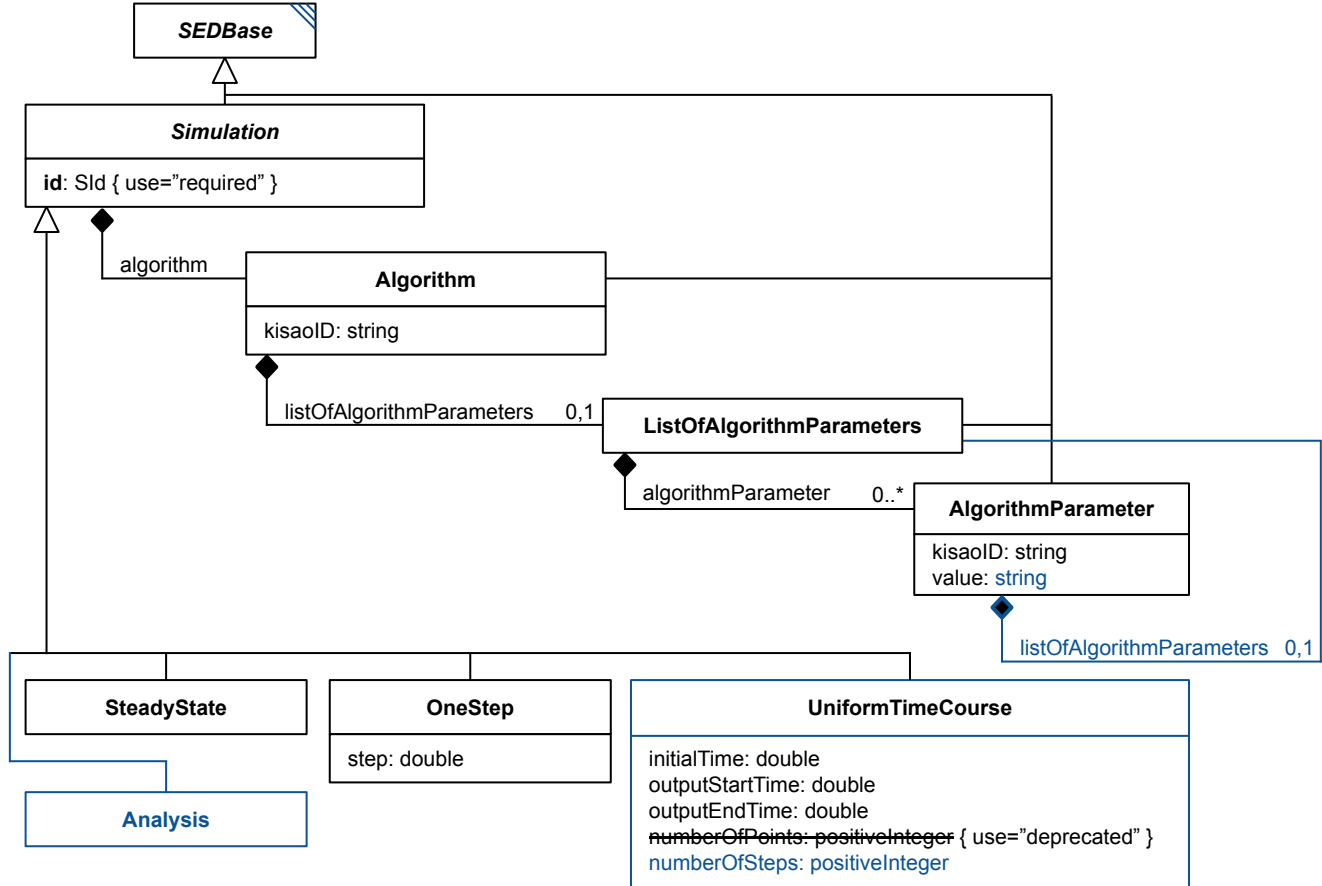 SEDBase
Simulation
id: SId { use=”required” }
algorithm
Algorithm
kisaoID: string
listOfAlgorithmParameters 0,1
ListOfAlgorithmParameters
algorithmParameter 0..*
AlgorithmParameter
kisaoID: string
value: string
listOfAlgorithmParameters 0,1
SteadyState
OneStep
step: double
UniformTimeCourse
initialTime: double
outputStartTime: double
outputEndTime: double
numberOfPoints: positiveInteger { use=”deprecated” }
numberOfSteps: positiveInteger
Analysis